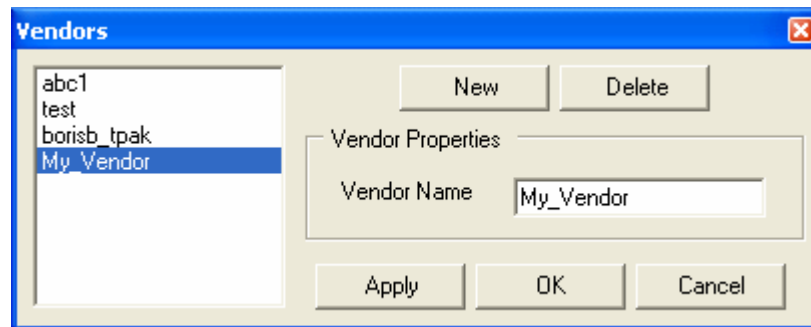 Vendors
abc1
test
borisb_tpak
My_Vendor
New
Delete
Vendor Properties
Vendor Name
My_Vendor
Apply
OK
Cancel